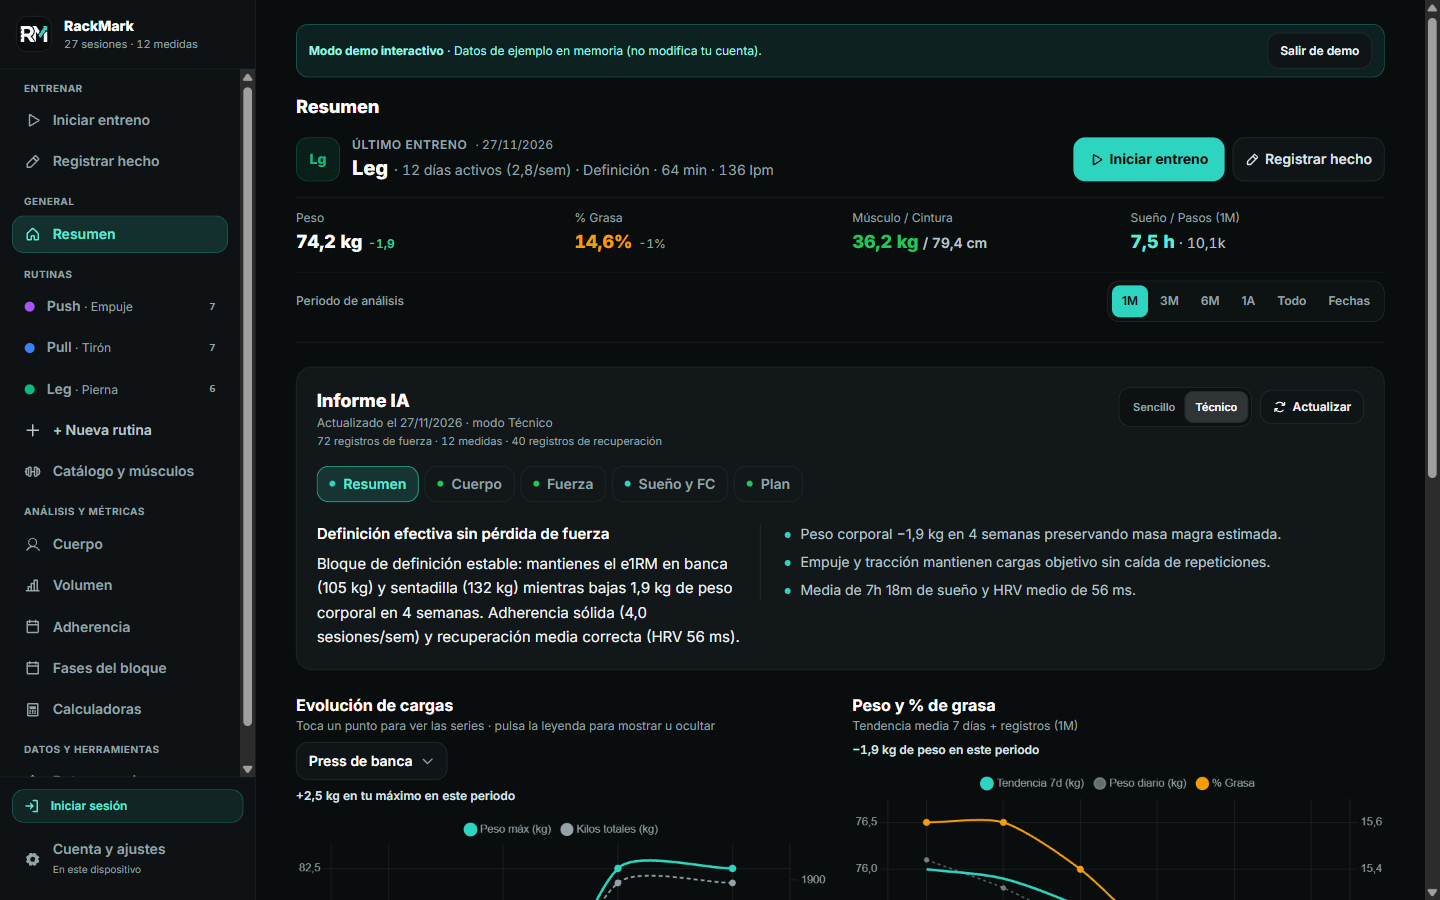 RM
RackMark
27 sesiones · 12 medidas
ENTRENAR
Iniciar entreno
Registrar hecho
GENERAL
Resumen
RUTINAS
Push · Empuje 7
Pull · Tirón 7
Leg · Pierna 6
+ Nueva rutina
Catálogo y músculos
ANÁLISIS Y MÉTRICAS
Cuerpo
Volumen
Adherencia
Fases del bloque
Calculadoras
DATOS Y HERRAMIENTAS
Iniciar sesión
Cuenta y ajustes
En este dispositivo
Modo demo interactivo · Datos de ejemplo en memoria (no modifica tu cuenta).
Salir de demo
Resumen
Lg
ÚLTIMO ENTRENO · 27/11/2026
Leg · 12 días activos (2,8/sem) · Definición · 64 min · 136 lpm
Iniciar entreno
Registrar hecho
Peso
74,2 kg -1,9
% Grasa
14,6% -1%
Músculo / Cintura
36,2 kg / 79,4 cm
Sueño / Pasos (1M)
7,5 h · 10,1k
Periodo de análisis
1M 3M 6M 1A Todo Fechas
Informe IA
Actualizado el 27/11/2026 · modo Técnico
72 registros de fuerza · 12 medidas · 40 registros de recuperación
Sencillo Técnico
Actualizar
Resumen Cuerpo Fuerza Sueño y FC Plan
Definición efectiva sin pérdida de fuerza
Bloque de definición estable: mantienes el e1RM en banca
(105 kg) y sentadilla (132 kg) mientras bajas 1,9 kg de peso
corporal en 4 semanas. Adherencia sólida (4,0
sesiones/sem) y recuperación media correcta (HRV 56 ms).
Peso corporal −1,9 kg en 4 semanas preservando masa magra estimada.
Empuje y tracción mantienen cargas objetivo sin caída de repeticiones.
Media de 7h 18m de sueño y HRV medio de 56 ms.
Evolución de cargas
Toca un punto para ver las series · pulsa la leyenda para mostrar u ocultar
Press de banca
+2,5 kg en tu máximo en este periodo
Peso máx (kg) Kilos totales (kg)
82,5
1900
Peso y % de grasa
Tendencia media 7 días + registros (1M)
−1,9 kg de peso en este periodo
Tendencia 7d (kg) Peso diario (kg) % Grasa
76,5 15,6
76,0 15,4